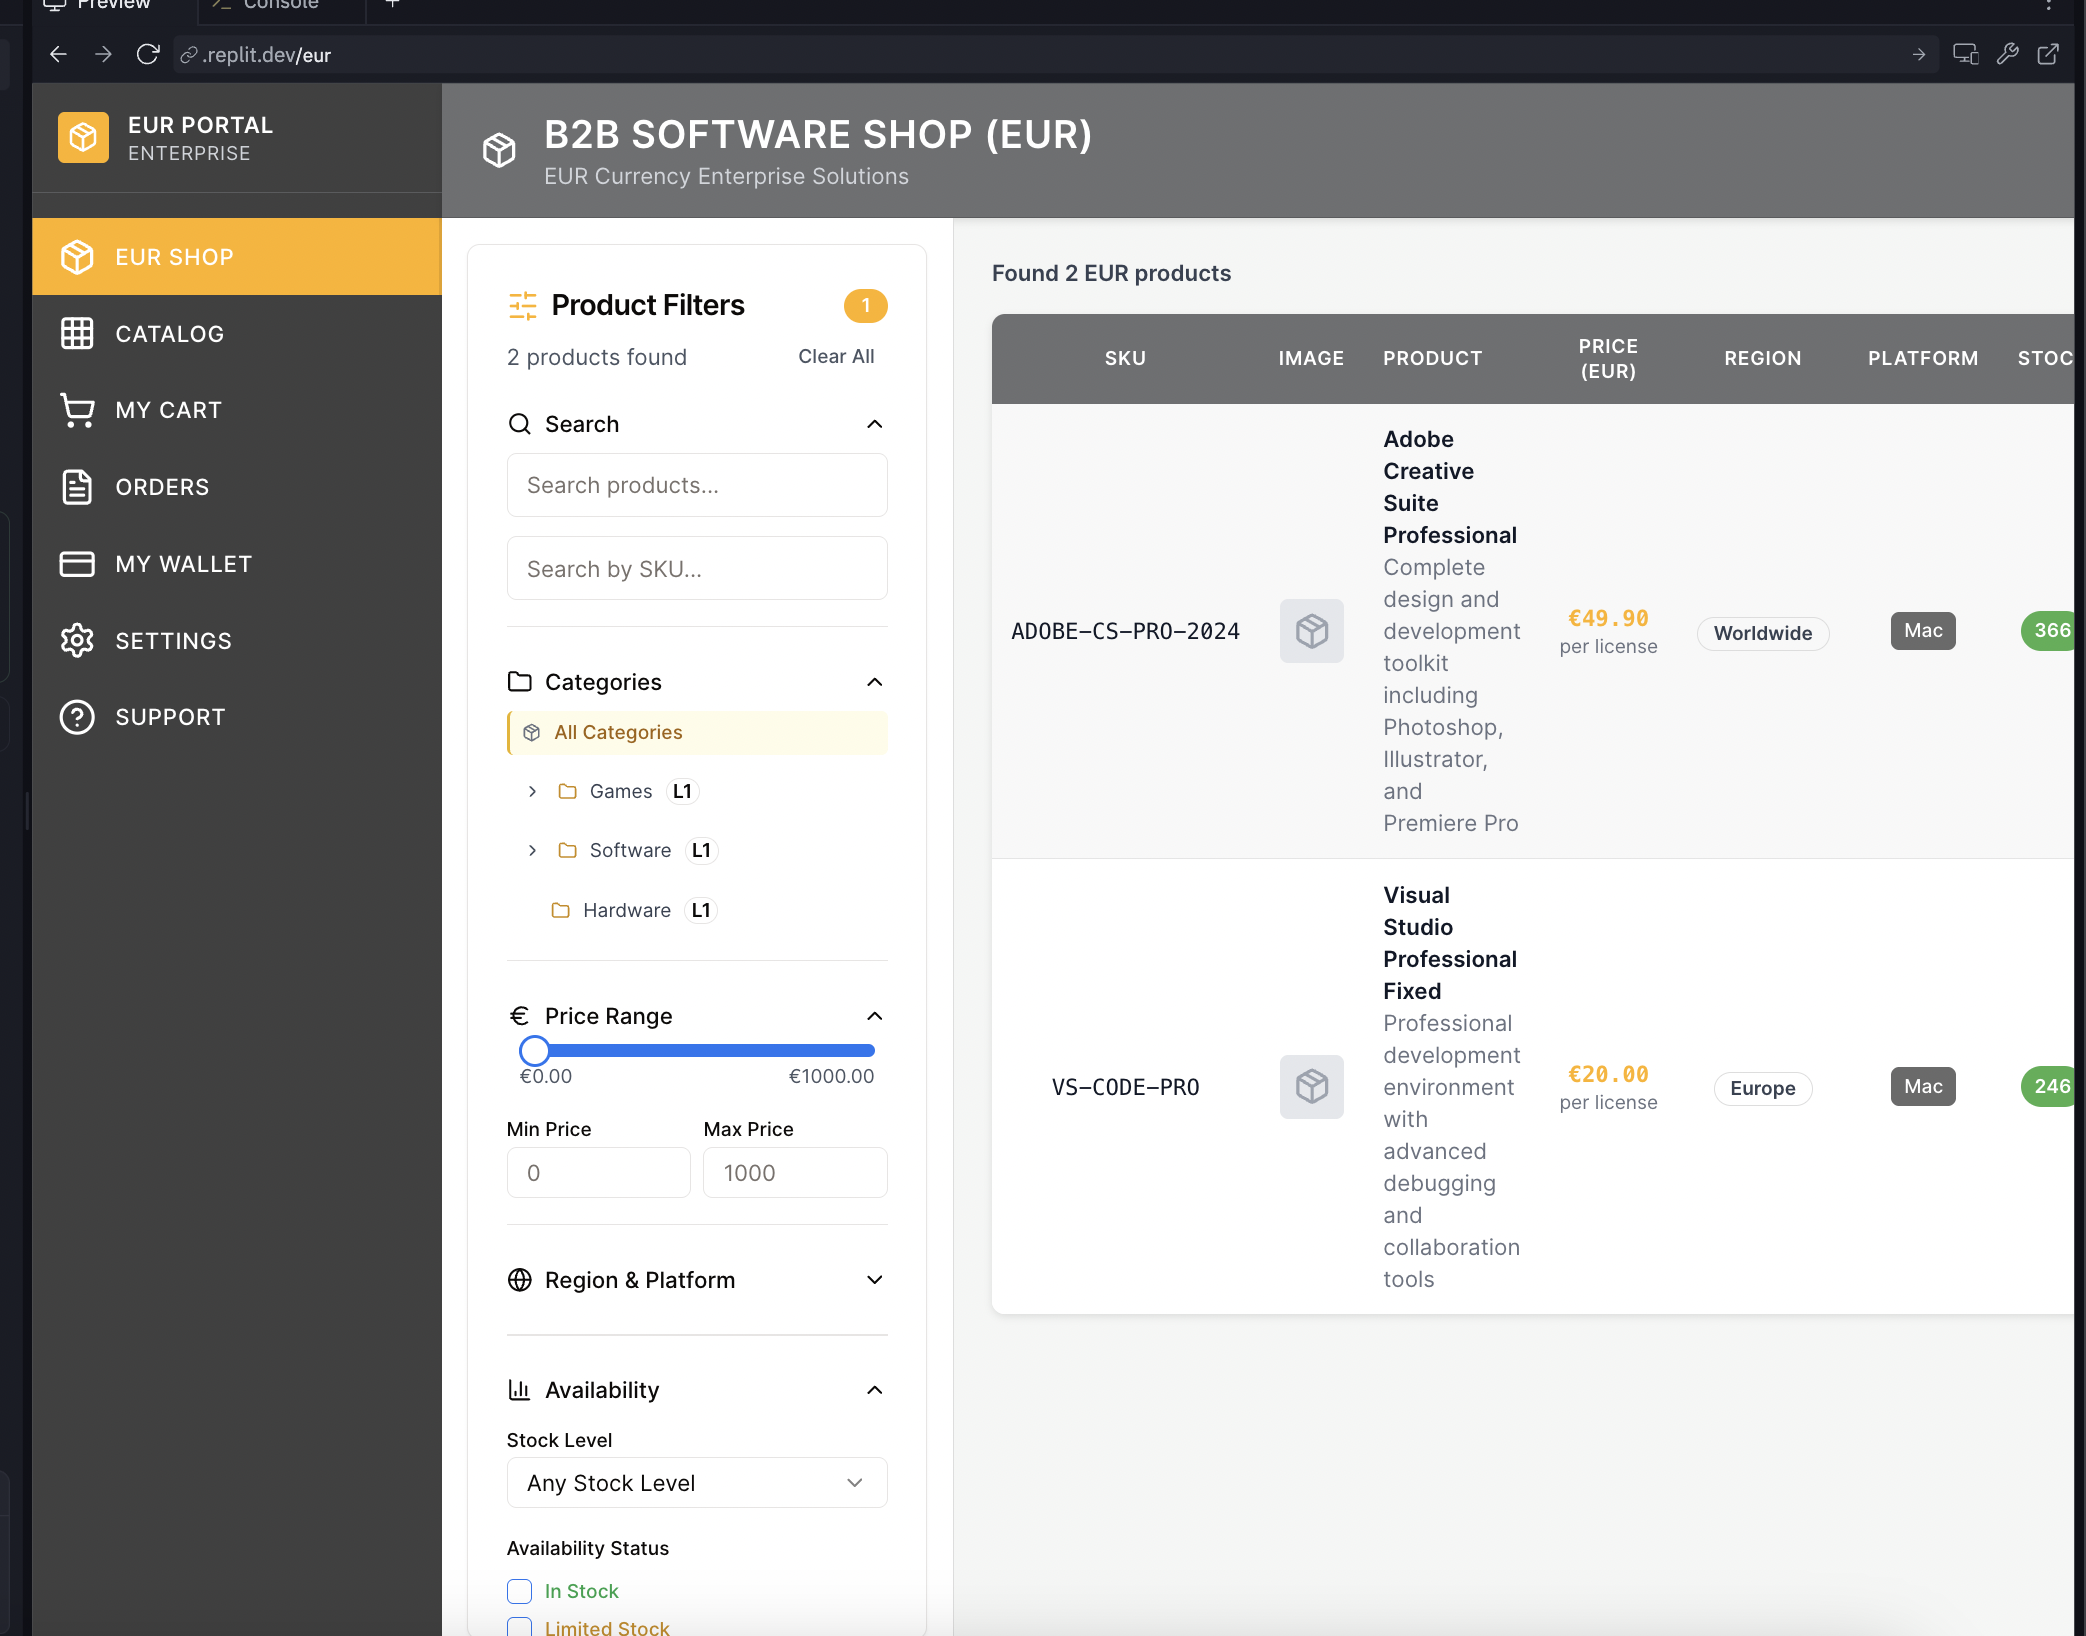 Preview
Console
.replit.dev/eur
EUR PORTAL
ENTERPRISE
B2B SOFTWARE SHOP (EUR)
EUR Currency Enterprise Solutions
EUR SHOP
CATALOG
MY CART
ORDERS
MY WALLET
SETTINGS
SUPPORT
Product Filters
1
2 products found
Clear All
Search
Search products...
Search by SKU...
Categories
All Categories
Games L1
Software L1
Hardware L1
€ Price Range
€0.00
€1000.00
Min Price
Max Price
0
1000
Region & Platform
Availability
Stock Level
Any Stock Level
Availability Status
In Stock
Limited Stock
Found 2 EUR products
SKU
IMAGE
PRODUCT
PRICE
(EUR)
REGION
PLATFORM
STOC
ADOBE-CS-PRO-2024
Adobe
Creative
Suite
Professional
Complete
design and
development
toolkit
including
Photoshop,
Illustrator,
and
Premiere Pro
€49.90
per license
Worldwide
Mac
366
VS-CODE-PRO
Visual
Studio
Professional
Fixed
Professional
development
environment
with
advanced
debugging
and
collaboration
tools
€20.00
per license
Europe
Mac
246